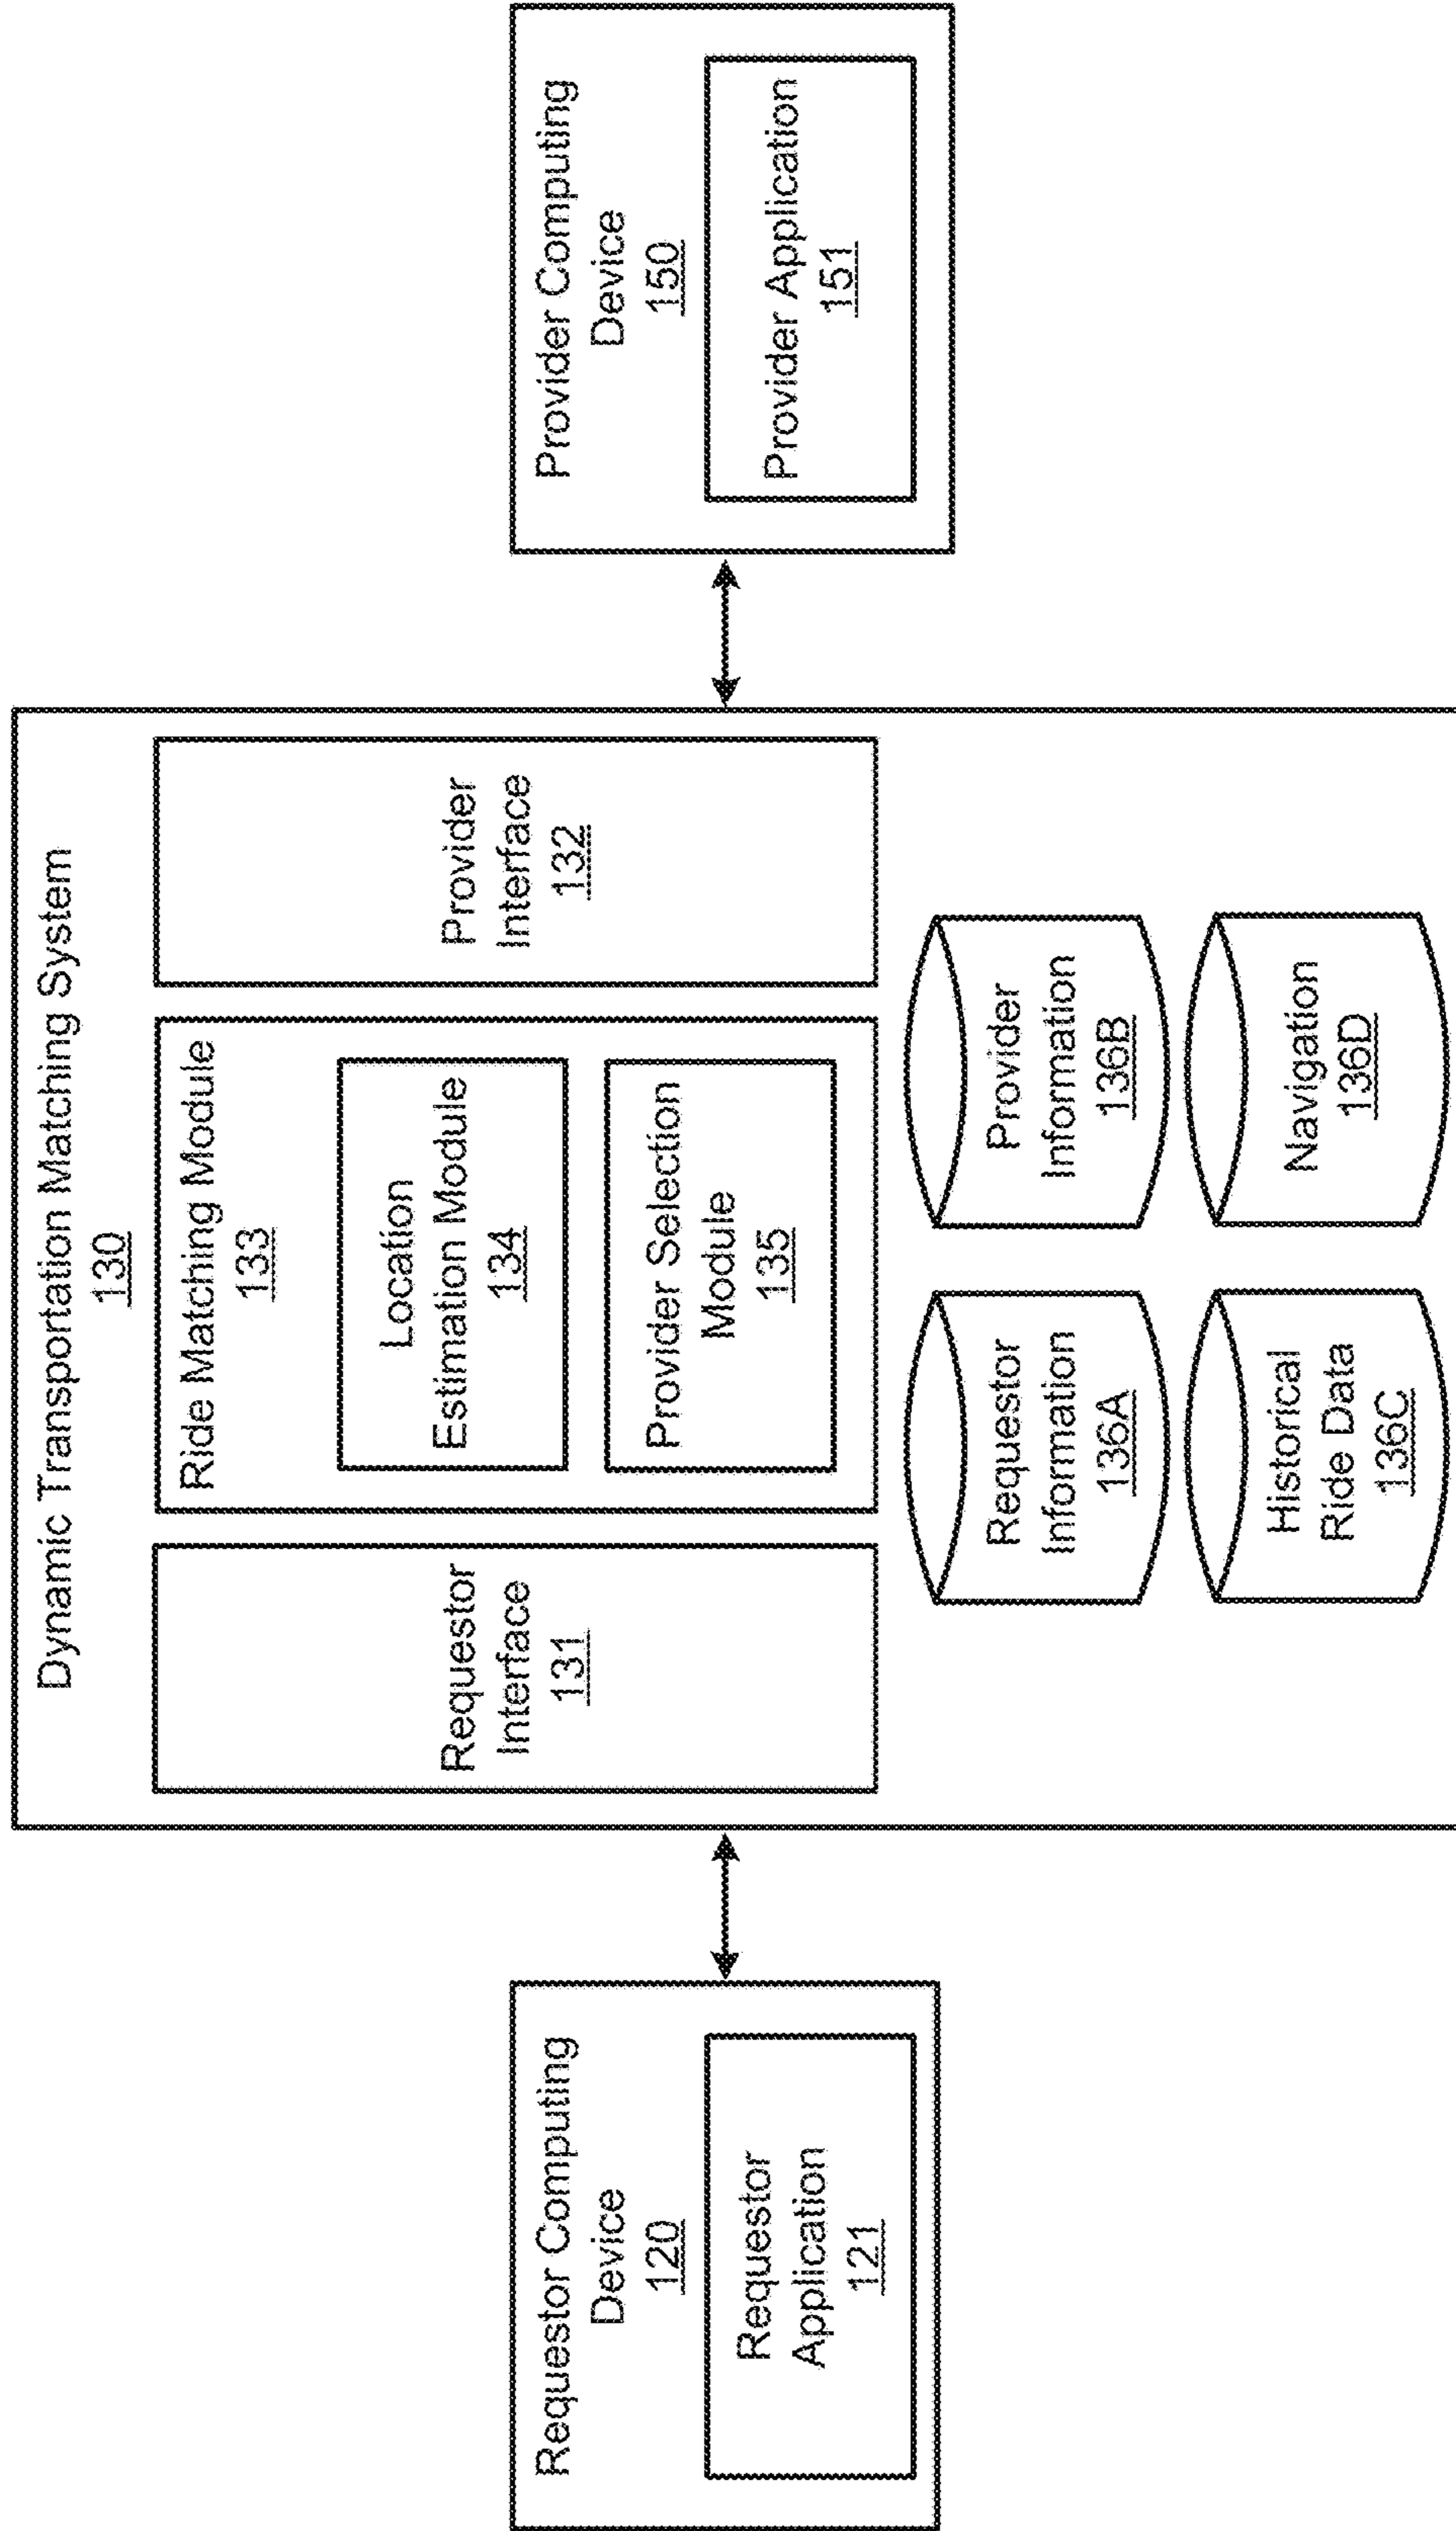 Requestor Computing
Device
120
Requestor
Application
121
Dynamic Transportation Matching System
130
Requestor
Interface
131
Ride Matching Module
133
Location
Estimation Module
134
Provider Selection
Module
135
Provider
Interface
132
Requestor
Information
136A
Provider
Information
136B
Historical
Ride Data
136C
Navigation
136D
Provider Computing
Device
150
Provider Application
151